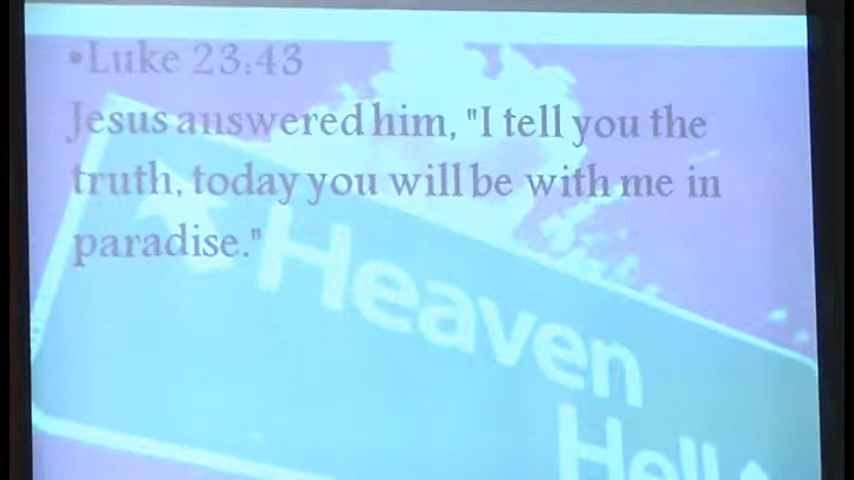 •Luke 23:43
Jesus answered him, "I tell you the
truth, today you will be with me in
paradise."
Heaven
Hell